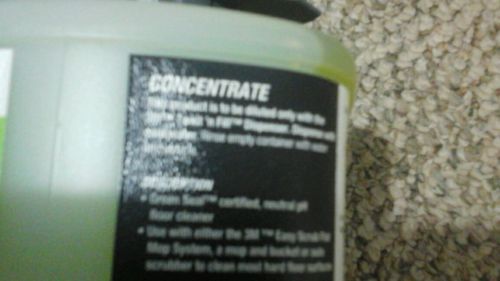 CONCENTRATE
This product is to be diluted only with the
Twist 'n Fill™ Dispenser. Dispense
Rinse empty container with water
DESCRIPTION
• Green Seal™ certified, neutral pH
floor cleaner
• Use with either the 3M™ Easy Scrub Flat
Mop System, a mop and bucket or auto
scrubber to clean most hard floor surfaces